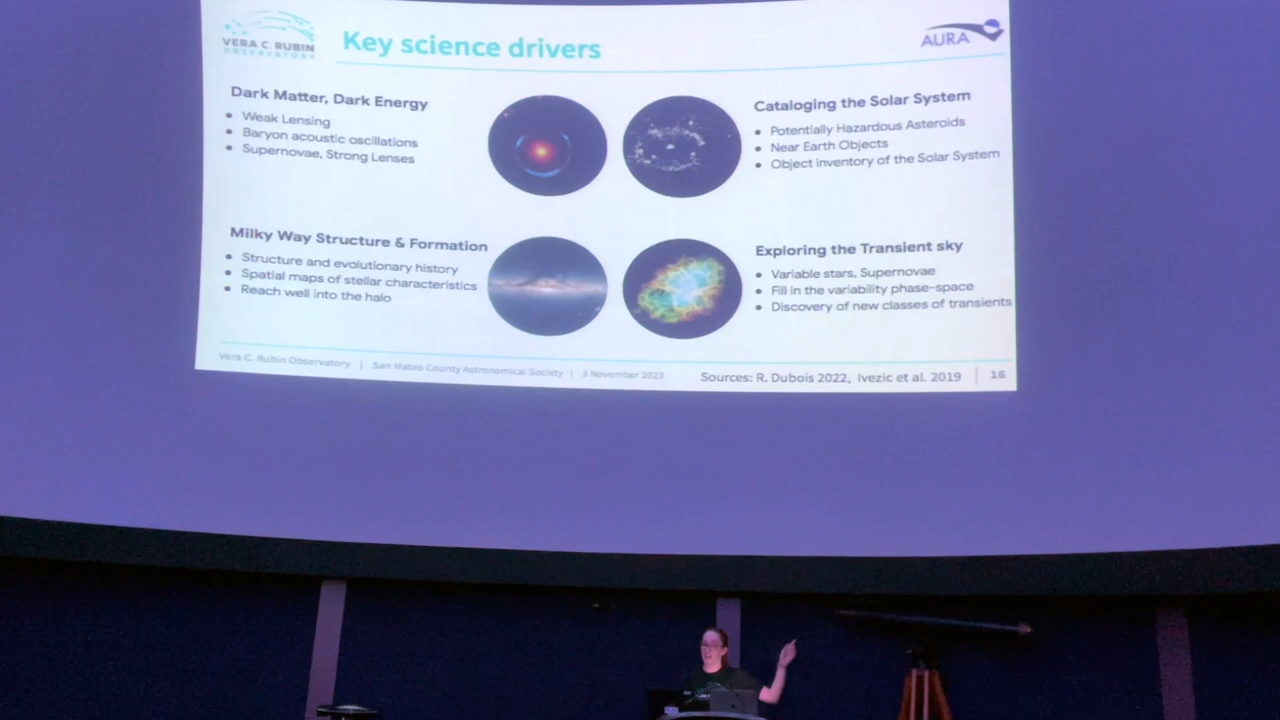 VERA C. RUBIN
OBSERVATORY
Key science drivers
AURA
Dark Matter, Dark Energy
• Weak Lensing
• Baryon acoustic oscillations
• Supernovae, Strong Lenses
Cataloging the Solar System
• Potentially Hazardous Asteroids
• Near Earth Objects
• Object inventory of the Solar System
Milky Way Structure & Formation
• Structure and evolutionary history
• Spatial maps of stellar characteristics
• Reach well into the halo
Exploring the Transient sky
• Variable stars, Supernovae
• Fill in the variability phase-space
• Discovery of new classes of transients
Vera C. Rubin Observatory | San Mateo County Astronomical Society | 3 November 2023
Sources: R. Dubois 2022, Ivezic et al. 2019 | 16